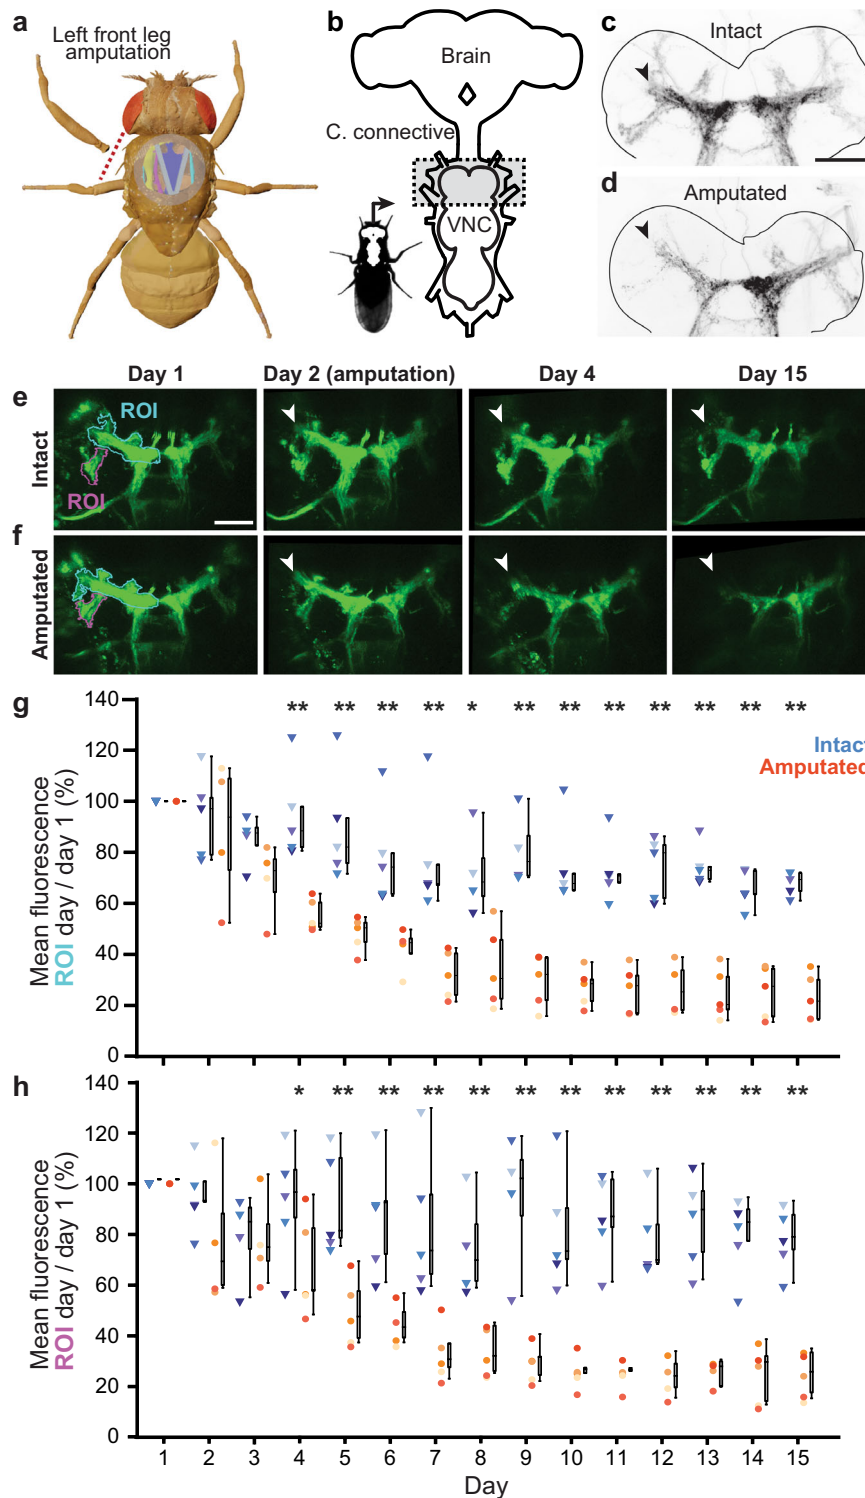 a
Left front leg
amputation
b
Brain
C. connective
VNC
c
Intact
d
Amputated
Day 1
Day 2 (amputation)
Day 4
Day 15
e
Intact
ROI
ROI
f
Amputated
g
Mean fluorescence
ROI day / day 1 (%)
140
120
100
80
60
40
20
0
** ** ** ** * ** ** ** ** ** ** **
Intact
Amputated
h
Mean fluorescence
ROI day / day 1 (%)
140
120
100
80
60
40
20
0
* ** ** ** ** ** ** ** ** ** ** **
1 2 3 4 5 6 7 8 9 10 11 12 13 14 15
Day